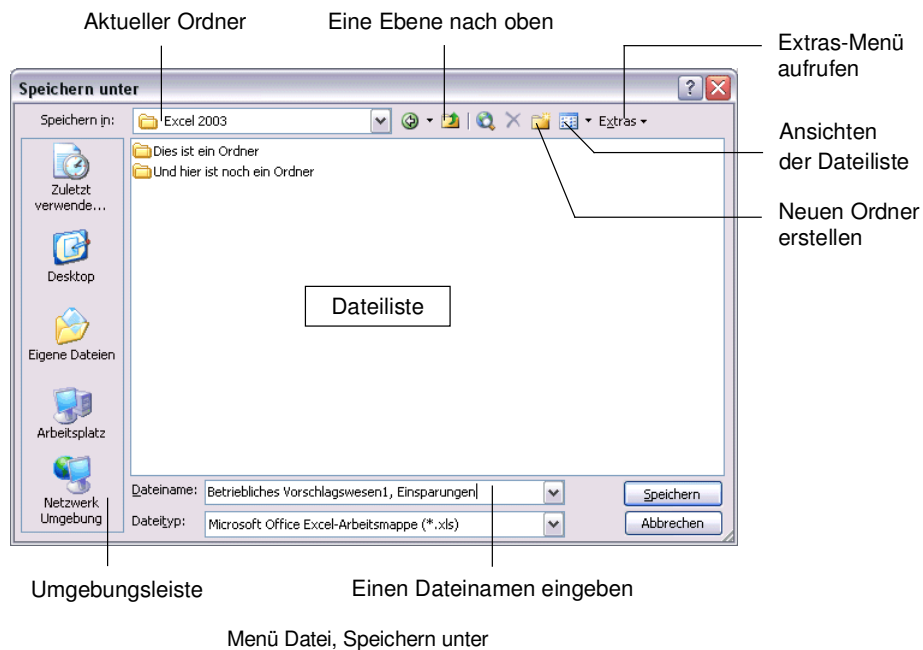 Aktueller Ordner
Eine Ebene nach oben
Extras-Menü
aufrufen
Speichern unter
Speichern in:
Excel 2003
Extras
Ansichten
der Dateiliste
Dies ist ein Ordner
Und hier ist noch ein Ordner
Zuletzt
verwende...
Neuen Ordner
erstellen
Desktop
Dateiliste
Eigene Dateien
Arbeitsplatz
Netzwerk
Umgebung
Dateiname:
Betriebliches Vorschlagswesen1, Einsparungen
Speichern
Dateityp:
Microsoft Office Excel-Arbeitsmappe (*.xls)
Abbrechen
Umgebungsleiste
Einen Dateinamen eingeben
Menü Datei, Speichern unter